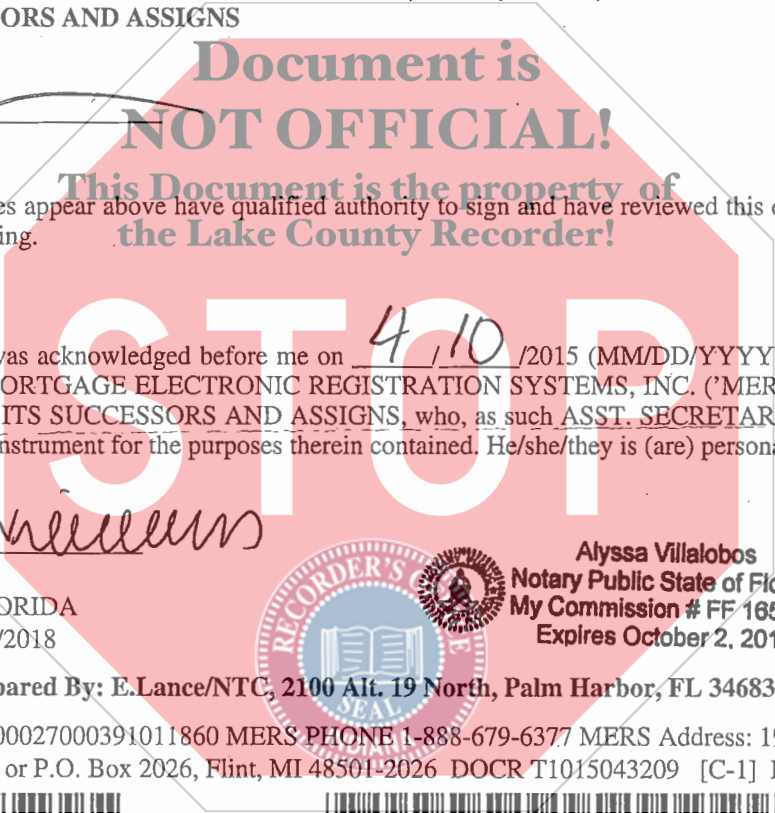 ORS AND ASSIGNS
Document is
NOT OFFICIAL!
This Document is the property of
es appear above have qualified authority to sign and have reviewed this
ing.
the Lake County Recorder!
STOP
was acknowledged before me on 4/10/2015 (MM/DD/YYYY
ORTGAGE ELECTRONIC REGISTRATION SYSTEMS, INC. ('MER
ITS SUCCESSORS AND ASSIGNS, who, as such ASST. SECRETAR
nstrument for the purposes therein contained. He/she/they is (are) persona
RECORDER'S
SEAL
INDIANA
Alyssa Villalobos
Notary Public State of Flo
My Commission # FF 165
Expires October 2, 201
ORIDA
/2018
pared By: E.Lance/NTC, 2100 Alt. 19 North, Palm Harbor, FL 34683
00027000391011860 MERS PHONE 1-888-679-6377 MERS Address: 19
or P.O. Box 2026, Flint, MI 48501-2026 DOCR T1015043209 [C-1]